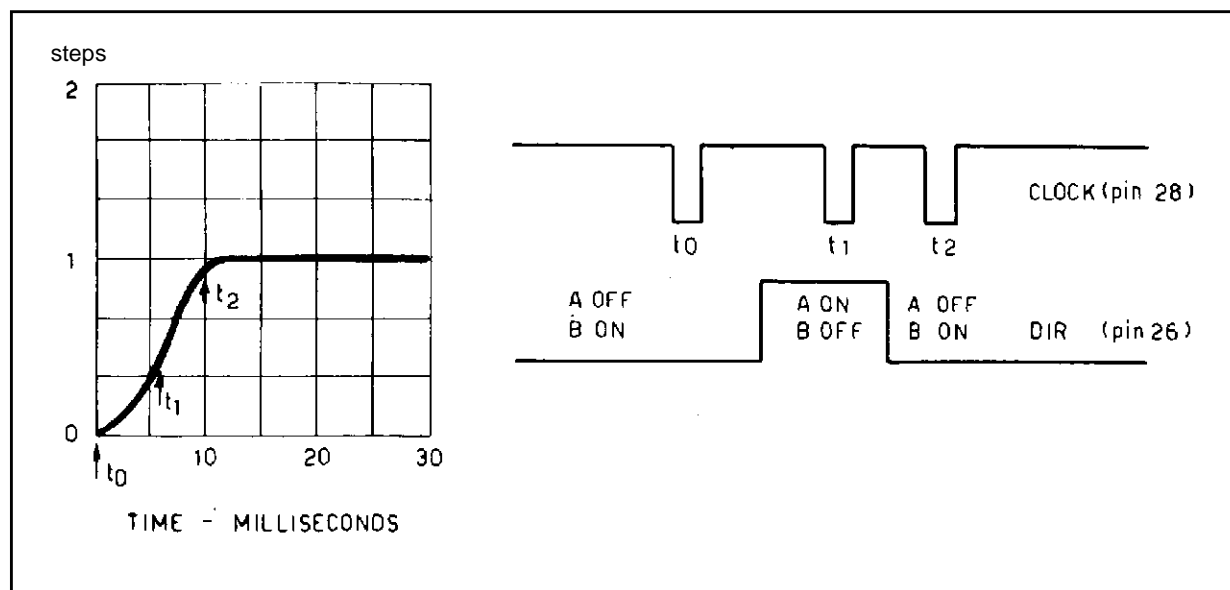 steps
2
1
0
t0
t1
t2
10 20 30
TIME - MILLISECONDS
CLOCK (pin 28)
t0 t1 t2
A OFF A ON A OFF
B ON B OFF B ON DIR (pin 26)